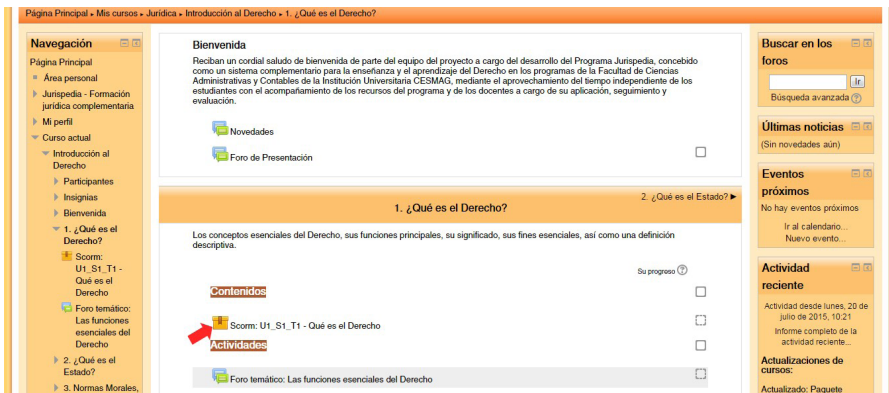 Página Principal ▸ Mis cursos ▸ Jurídica ▸ Introducción al Derecho ▸ 1. ¿Qué es el Derecho?
Navegación
Página Principal
Área personal
Jurispedia - Formación
jurídica complementaria
Mi perfil
Curso actual
Introducción al
Derecho
Participantes
Insignias
Bienvenida
1. ¿Qué es el
Derecho?
Scorm:
U1_S1_T1 -
Qué es el
Derecho
Foro temático:
Las funciones
esenciales del
Derecho
2. ¿Qué es el
Estado?
3. Normas Morales,
Bienvenida
Reciban un cordial saludo de bienvenida de parte del equipo del proyecto a cargo del desarrollo del Programa Jurispedia, concebido
como un sistema complementario para la enseñanza y el aprendizaje del Derecho en los programas de la Facultad de Ciencias
Administrativas y Contables de la Institución Universitaria CESMAG, mediante el aprovechamiento del tiempo independiente de los
estudiantes con el acompañamiento de los recursos del programa y de los docentes a cargo de su aplicación, seguimiento y
evaluación.
Novedades
Foro de Presentación
1. ¿Qué es el Derecho?
2. ¿Qué es el Estado? ▶
Los conceptos esenciales del Derecho, sus funciones principales, su significado, sus fines esenciales, así como una definición
descriptiva.
Su progreso
Contenidos
Scorm: U1_S1_T1 - Qué es el Derecho
Actividades
Foro temático: Las funciones esenciales del Derecho
Buscar en los
foros
Ir
Búsqueda avanzada
Últimas noticias
(Sin novedades aún)
Eventos
próximos
No hay eventos próximos
Ir al calendario...
Nuevo evento...
Actividad
reciente
Actividad desde lunes, 20 de
julio de 2015, 10:21
Informe completo de la
actividad reciente...
Actualizaciones de
cursos:
Actualizado: Paquete